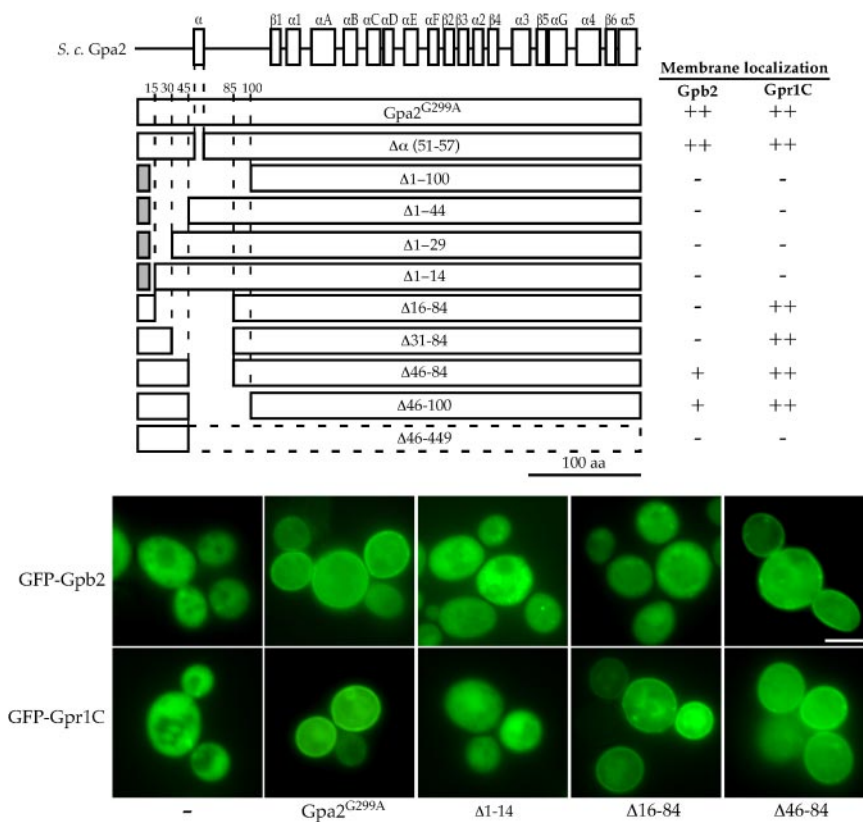 α β1 α1 αA αB αC αD αE αF β2 β3 α2 β4 α3 β5 αG α4 β6 α5
S. c. Gpa2
Membrane localization
Gpb2 Gpr1C
15 30 45 85 100
Gpa2G299A ++ ++
Δα (51-57) ++ ++
Δ1–100 - -
Δ1–44 - -
Δ1–29 - -
Δ1–14 - -
Δ16-84 - ++
Δ31-84 - ++
Δ46-84 + ++
Δ46-100 + ++
Δ46-449 - -
100 aa
GFP-Gpb2
GFP-Gpr1C
– Gpa2G299A Δ1-14 Δ16-84 Δ46-84